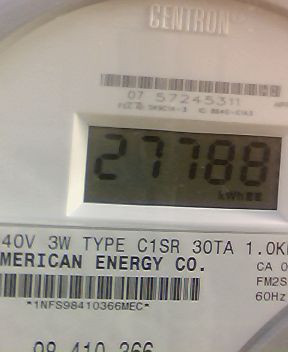 CENTRON
07 57245311
27788
kWh
40V 3W TYPE C1SR 30TA 1.0K
MERICAN ENERGY CO.
CA 0
FM2S
60Hz
*1NFS98410366MEC*
98 410 366